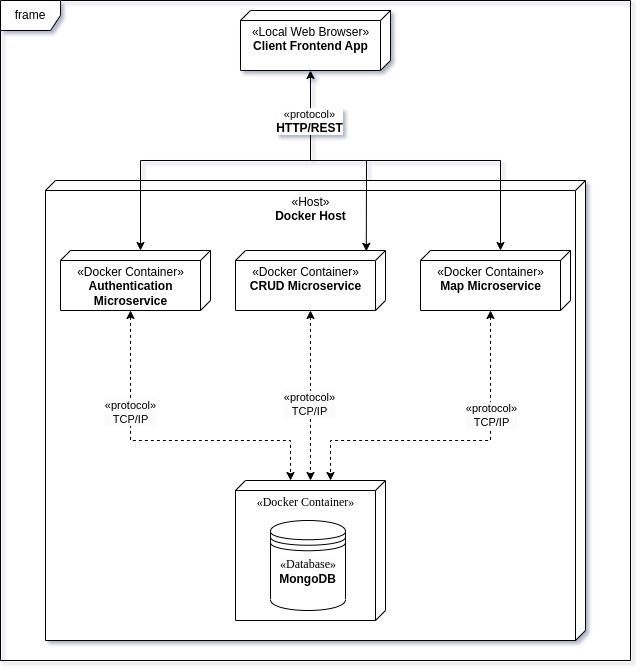 frame
«Local Web Browser»
Client Frontend App
«protocol»
HTTP/REST
«Host»
Docker Host
«Docker Container»
Authentication
Microservice
«Docker Container»
CRUD Microservice
«Docker Container»
Map Microservice
«protocol»
TCP/IP
«protocol»
TCP/IP
«protocol»
TCP/IP
«Docker Container»
«Database»
MongoDB